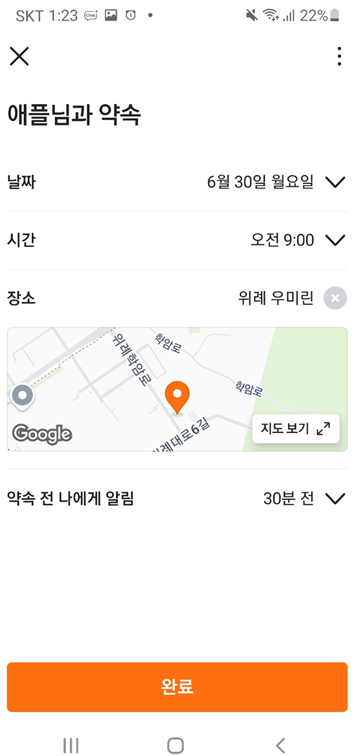 SKT 1:23 22%
애플님과 약속
날짜 6월 30일 월요일
시간 오전 9:00
장소 위례 우미린
위례학암로
학암로
학암로
위례대로6길
Google
지도 보기
약속 전 나에게 알림 30분 전
완료